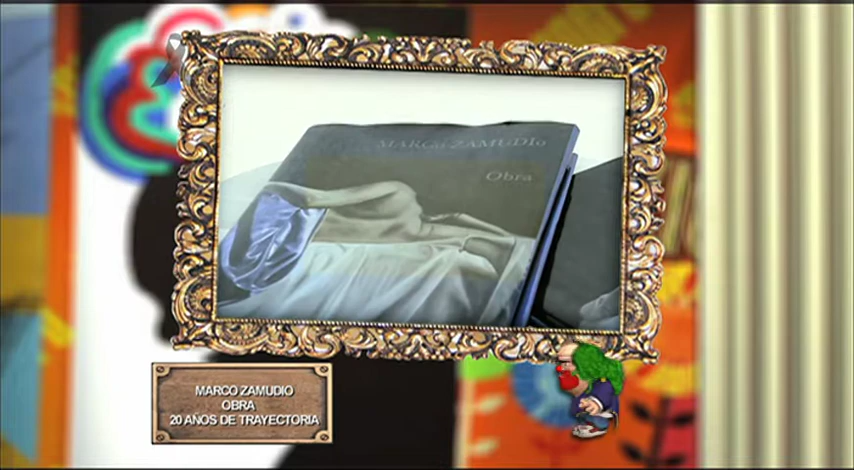 MARCo ZAMUDIo
Obra
MARCO ZAMUDIO
OBRA
20 AÑOS DE TRAYECTORIA